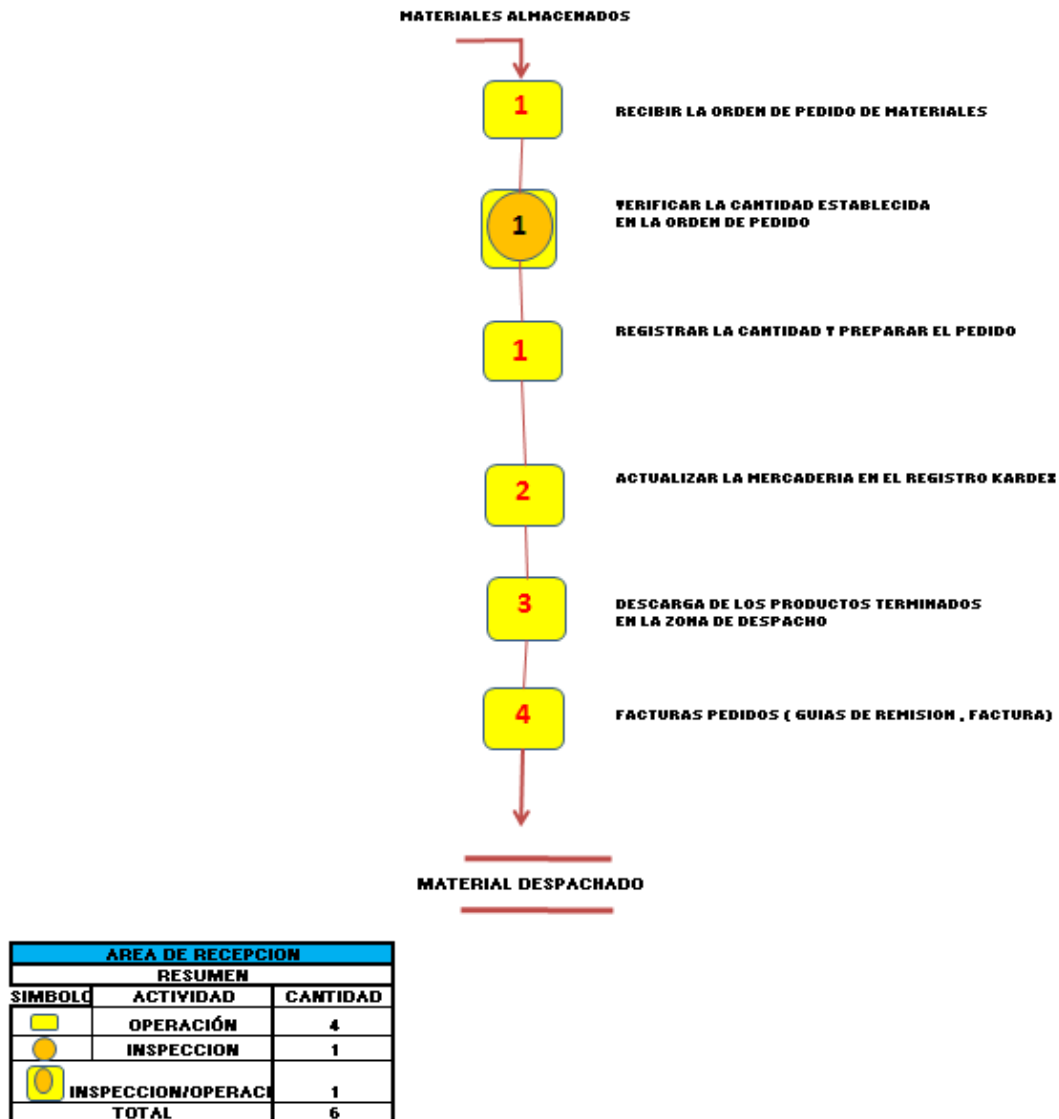 MATERIALES ALMACENADOS
1
RECIBIR LA ORDEN DE PEDIDO DE MATERIALES
1
VERIFICAR LA CANTIDAD ESTABLECIDA
EN LA ORDEN DE PEDIDO
1
REGISTRAR LA CANTIDAD Y PREPARAR EL PEDIDO
2
ACTUALIZAR LA MERCADERIA EN EL REGISTRO KARDEX
3
DESCARGA DE LOS PRODUCTOS TERMINADOS
EN LA ZONA DE DESPACHO
4
FACTURAS PEDIDOS ( GUIAS DE REMISION , FACTURA)
MATERIAL DESPACHADO
AREA DE RECEPCION
RESUMEN
SIMBOLO ACTIVIDAD CANTIDAD
OPERACIÓN 4
INSPECCION 1
INSPECCION/OPERACI 1
TOTAL 6